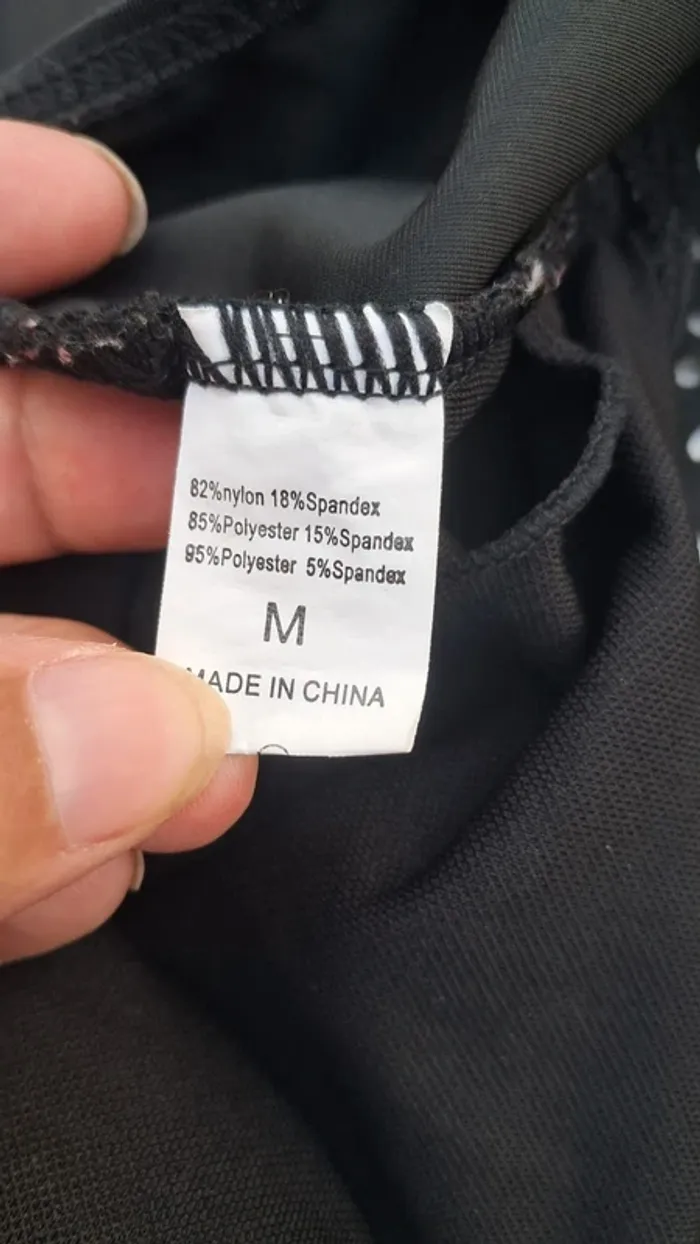 82%nylon 18%Spandex
85%Polyester 15%Spandex
95%Polyester 5%Spandex
M
MADE IN CHINA